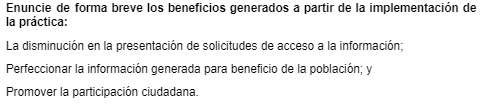 Enuncie de forma breve los beneficios generados a partir de la implementación de
la práctica:
La disminución en la presentación de solicitudes de acceso a la información;
Perfeccionar la información generada para beneficio de la población; y
Promover la participación ciudadana.